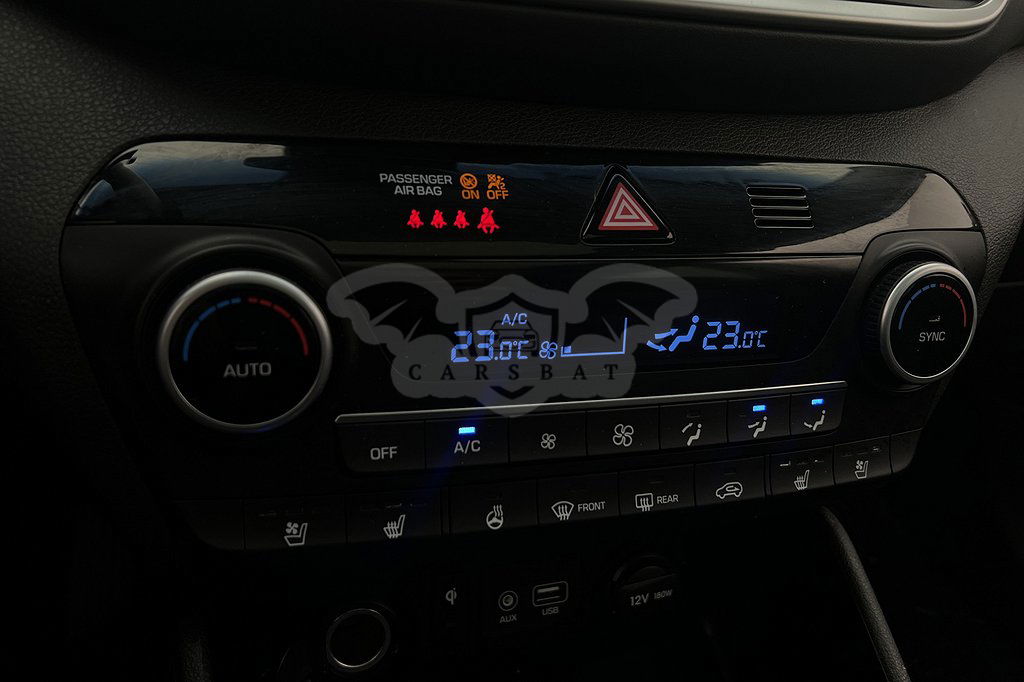 PASSENGER
AIR BAG
ON
OFF
A/C
23.0°C
23.0°C
CARSBAT
AUTO
SYNC
OFF
A/C
FRONT
REAR
AUX
USB
12V 180W